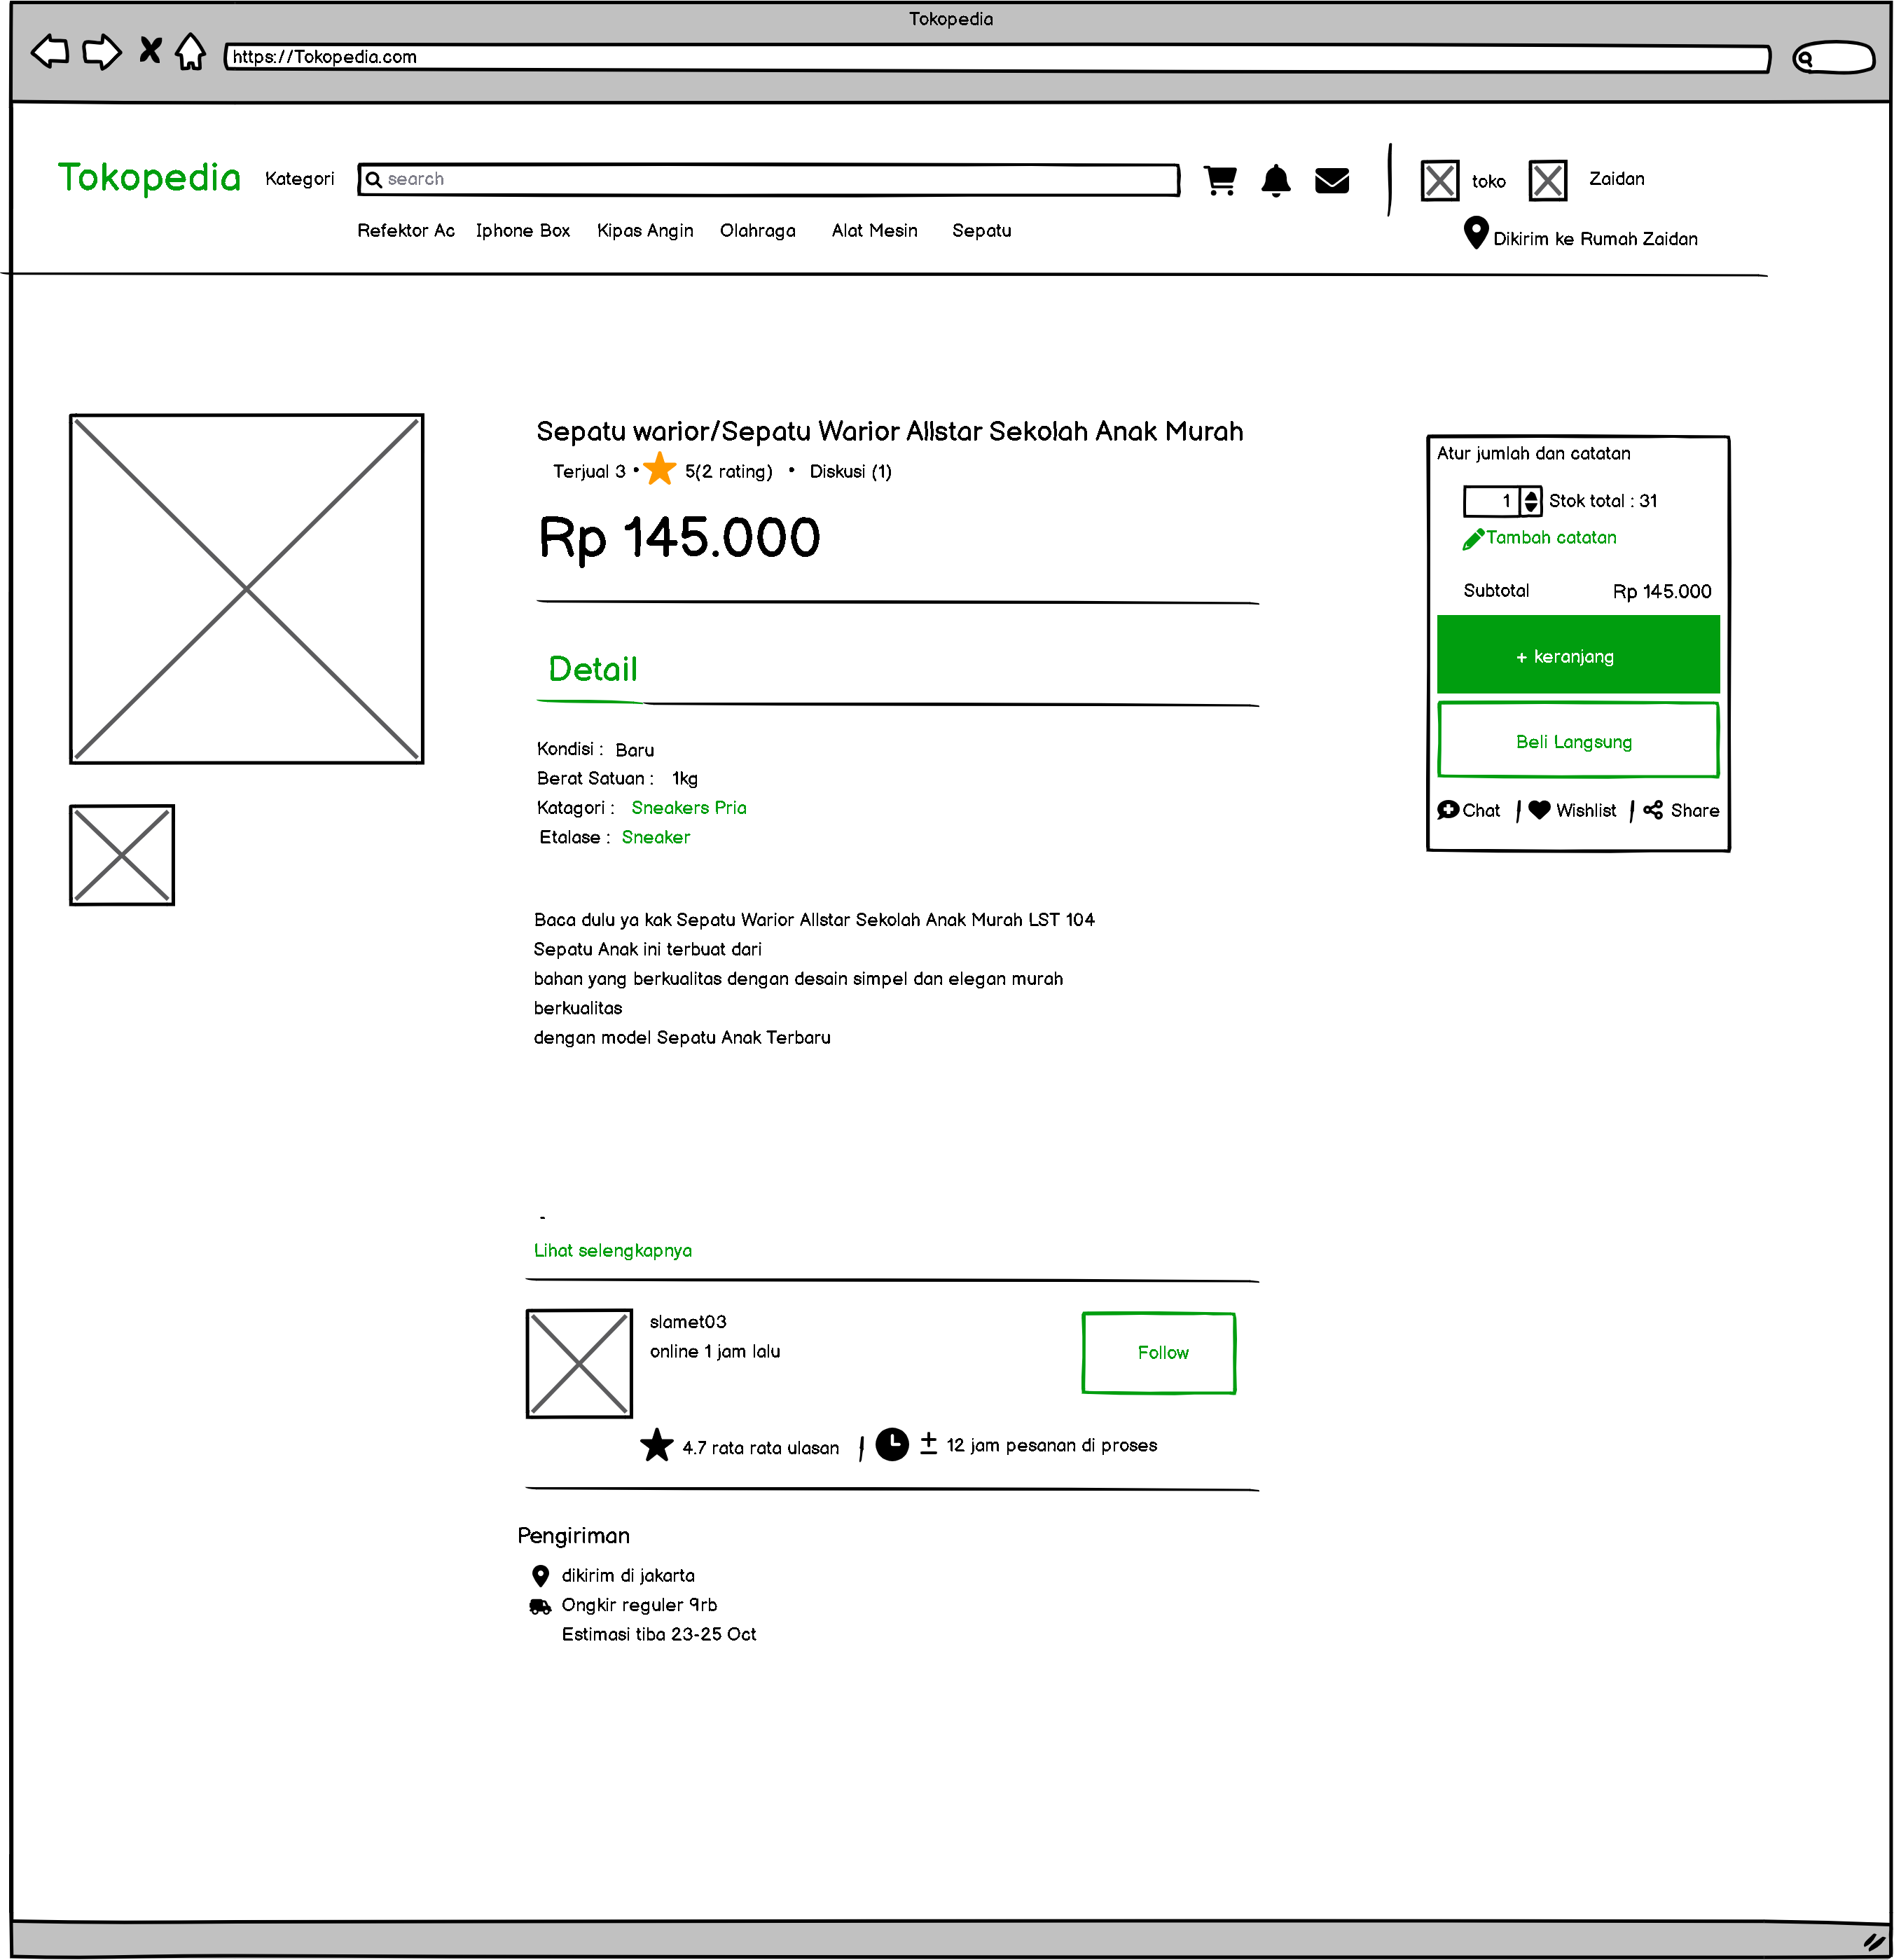 Tokopedia
https://Tokopedia.com
Tokopedia Kategori search toko Zaidan
Refektor Ac Iphone Box Kipas Angin Olahraga Alat Mesin Sepatu
Dikirim ke Rumah Zaidan
Sepatu warior/Sepatu Warior Allstar Sekolah Anak Murah
Terjual 3 • 5(2 rating) • Diskusi (1)
Rp 145.000
Detail
Kondisi : Baru
Berat Satuan : 1kg
Katagori : Sneakers Pria
Etalase : Sneaker
Baca dulu ya kak Sepatu Warior Allstar Sekolah Anak Murah LST 104
Sepatu Anak ini terbuat dari
bahan yang berkualitas dengan desain simpel dan elegan murah
berkualitas
dengan model Sepatu Anak Terbaru
-
Lihat selengkapnya
slamet03
online 1 jam lalu
Follow
4.7 rata rata ulasan | ± 12 jam pesanan di proses
Pengiriman
dikirim di jakarta
Ongkir reguler 9rb
Estimasi tiba 23-25 Oct
Atur jumlah dan catatan
1 Stok total : 31
Tambah catatan
Subtotal Rp 145.000
+ keranjang
Beli Langsung
Chat | Wishlist | Share